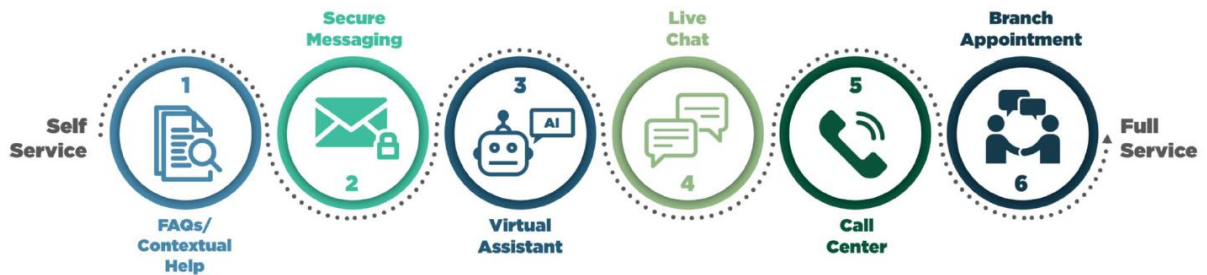 Self
Service
1
FAQs/
Contextual
Help
Secure
Messaging
2
3
AI
Virtual
Assistant
Live
Chat
4
5
Call
Center
Branch
Appointment
6
Full
Service